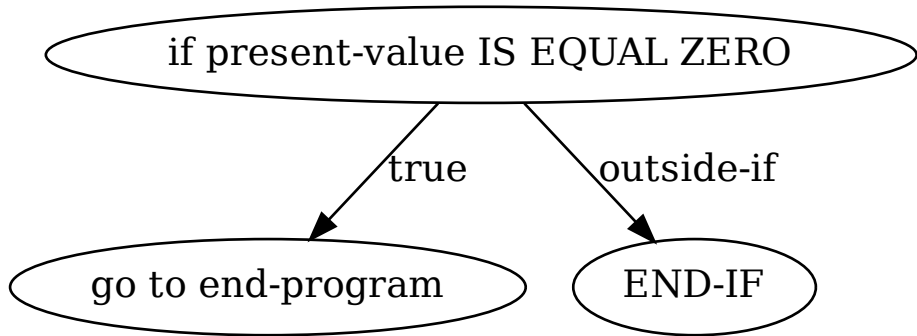 if present-value IS EQUAL ZERO
true
outside-if
go to end-program
END-IF